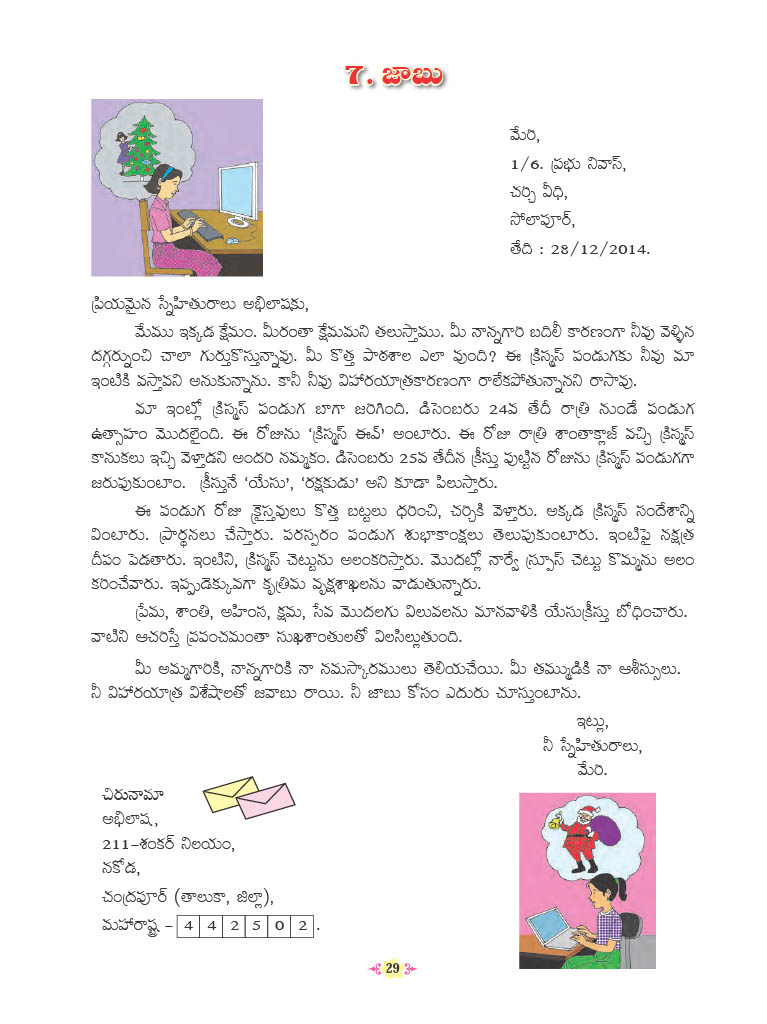 7. జాబు
మేరి,
1/6. ప్రభు నివాస్,
చర్చి వీధి,
సోలాపూర్,
తేది : 28/12/2014.
ప్రియమైన స్నేహితురాలు అభిలాషకు,
మేము ఇక్కడ క్షేమం. మీరంతా క్షేమమని తలుస్తాము. మీ నాన్నగారి బదిలీ కారణంగా నీవు వెళ్ళిన
దగ్గర్నుంచి చాలా గుర్తుకొస్తున్నావు. మీ కొత్త పాఠశాల ఎలా వుంది? ఈ క్రిస్మస్ పండుగకు నీవు మా
ఇంటికి వస్తావని అనుకున్నాను. కానీ నీవు విహారయాత్రకారణంగా రాలేకపోతున్నానని రాసావు.
మా ఇంట్లో క్రిస్మస్ పండుగ బాగా జరిగింది. డిసెంబరు 24వ తేదీ రాత్రి నుండే పండుగ
ఉత్సాహం మొదలైంది. ఈ రోజును ‘క్రిస్మస్ ఈవ్’ అంటారు. ఈ రోజు రాత్రి శాంతాక్లాజ్ వచ్చి క్రిస్మస్
కానుకలు ఇచ్చి వెళ్తాడని అందరి నమ్మకం. డిసెంబరు 25వ తేదీన క్రీస్తు పుట్టిన రోజును క్రిస్మస్ పండుగగా
జరుపుకుంటాం. క్రీస్తునే ‘యేసు’, ‘రక్షకుడు’ అని కూడా పిలుస్తారు.
ఈ పండుగ రోజు క్రైస్తవులు కొత్త బట్టలు ధరించి, చర్చికి వెళ్తారు. అక్కడ క్రిస్మస్ సందేశాన్ని
వింటారు. ప్రార్థనలు చేస్తారు. పరస్పరం పండుగ శుభాకాంక్షలు తెలుపుకుంటారు. ఇంటిపై నక్షత్ర
దీపం పెడతారు. ఇంటిని, క్రిస్మస్ చెట్టును అలంకరిస్తారు. మొదట్లో నార్వే స్ప్రూస్ చెట్టు కొమ్మను అలం
కరించేవారు. ఇప్పుడెక్కువగా కృత్రిమ వృక్షశాఖలను వాడుతున్నారు.
ప్రేమ, శాంతి, అహింస, క్షమ, సేవ మొదలగు విలువలను మానవాళికి యేసుక్రీస్తు బోధించారు.
వాటిని ఆచరిస్తే ప్రపంచమంతా సుఖశాంతులతో విలసిల్లుతుంది.
మీ అమ్మగారికి, నాన్నగారికి నా నమస్కారములు తెలియచేయి. మీ తమ్ముడికి నా ఆశీస్సులు.
నీ విహారయాత్ర విశేషాలతో జవాబు రాయి. నీ జాబు కోసం ఎదురు చూస్తుంటాను.
ఇట్లు,
నీ స్నేహితురాలు,
మేరి.
చిరునామా
అభిలాష,
211–శంకర్ నిలయం,
నకోడ,
చంద్రపూర్ (తాలుకా, జిల్లా),
మహారాష్ట్ర – 4 4 2 5 0 2 .
29